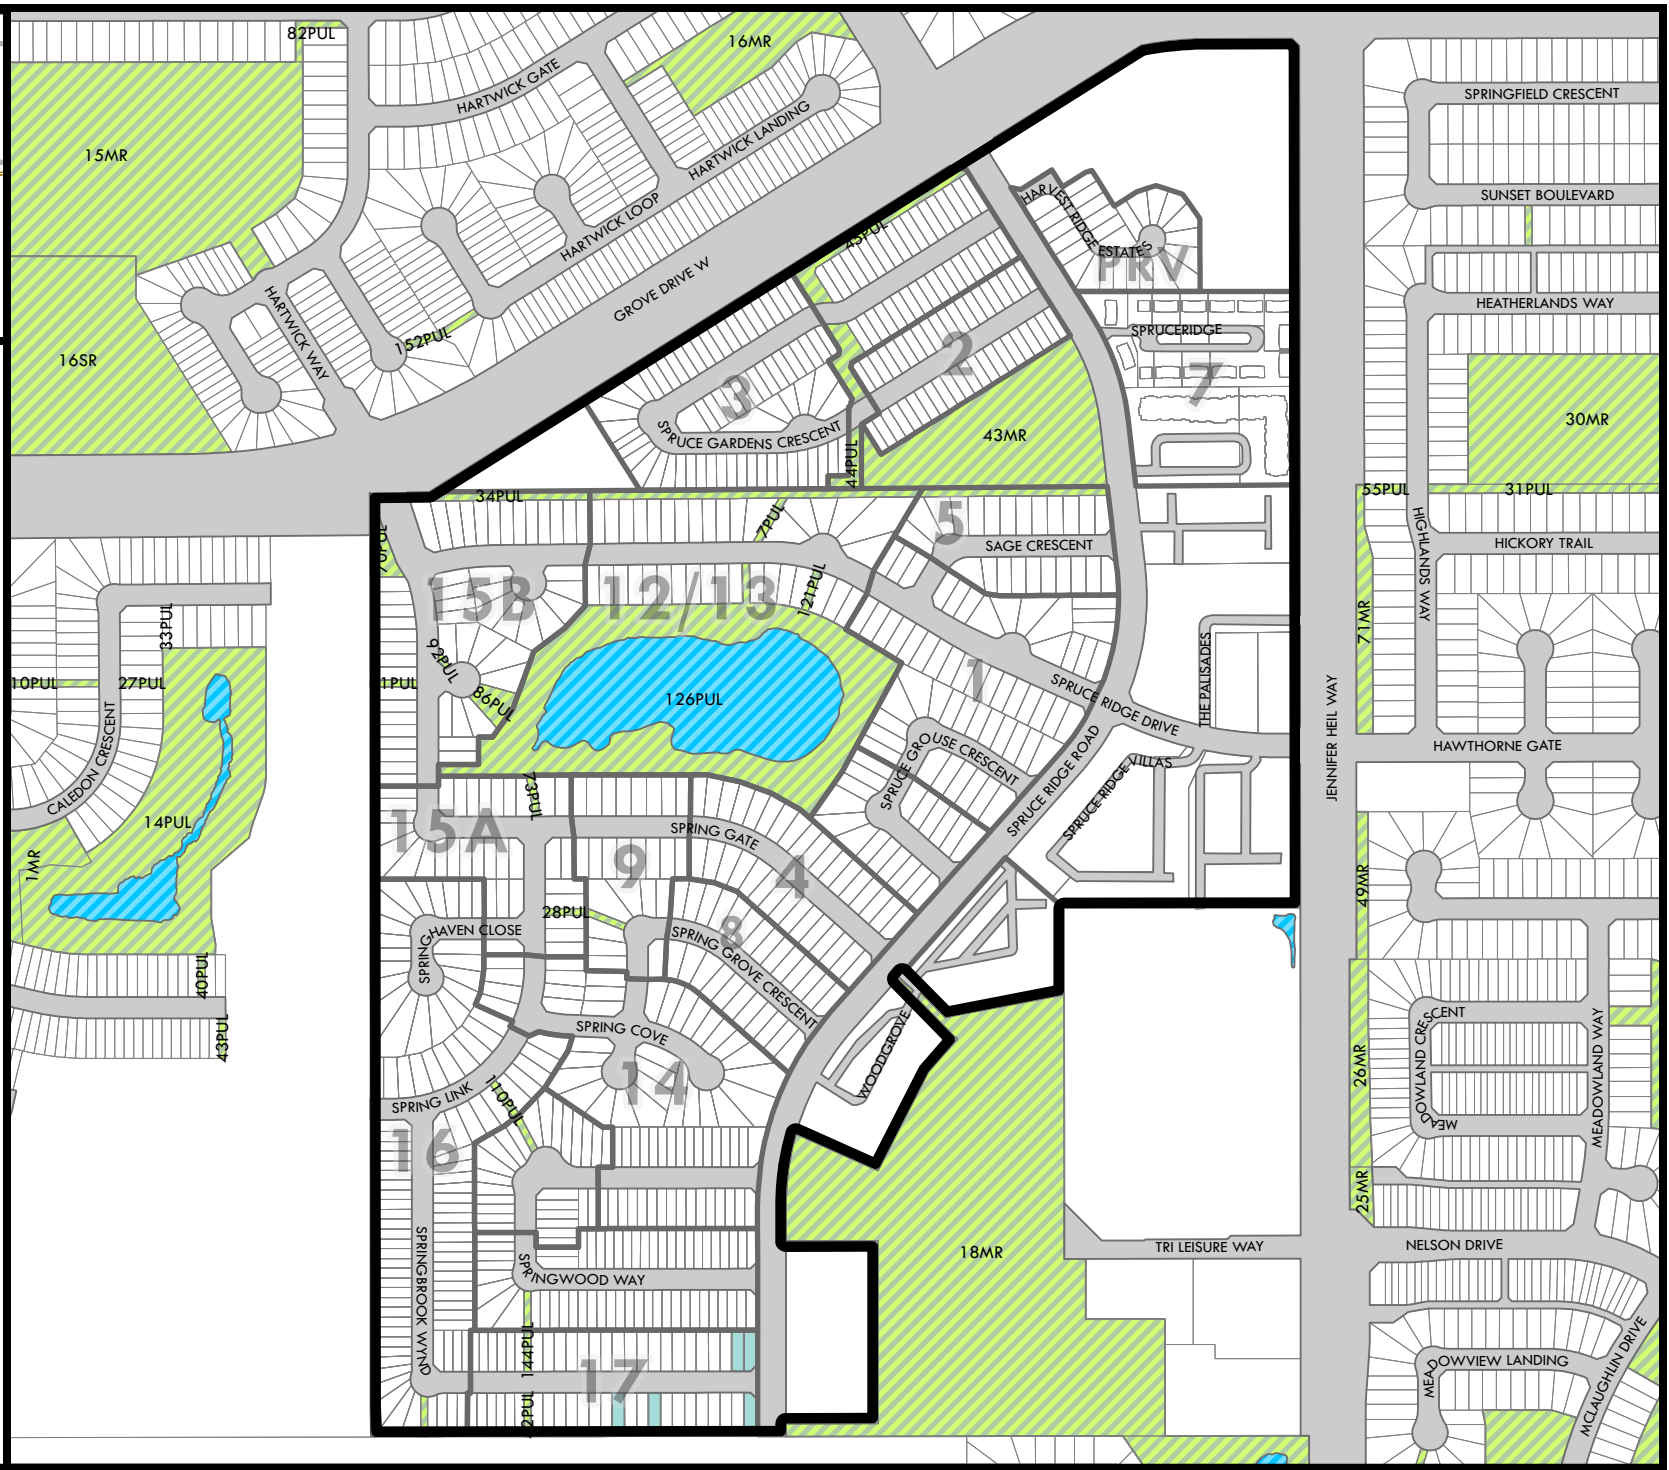 82PUL
16MR
HARTWICK GATE
SPRINGFIELD CRESCENT
15MR
HARTWICK LANDING
SUNSET BOULEVARD
HARVEST RIDGE
ESTATES
PRV
HARTWICK LOOP
45PUL
GROVE DRIVE W
HARTWICK WAY
152PUL
HEATHERLANDS WAY
SPRUCERIDGE
16SR
2
3
7
30MR
SPRUCE GARDENS CRESCENT
43MR
44PUL
34PUL
55PUL
31PUL
7PUL
5
SAGE CRESCENT
HIGHLANDS WAY
HICKORY TRAIL
70PUL
15B
12/13
121PUL
33PUL
71MR
10PUL
27PUL
1PUL
92PUL
86PUL
126PUL
1
SPRUCE RIDGE DRIVE
THE PALISADES
JENNIFER HEIL WAY
HAWTHORNE GATE
CALEDON CRESCENT
SPRUCE GROUSE CRESCENT
SPRUCE RIDGE ROAD
SPRUCE RIDGE VILLAS
73PUL
14PUL
15A
SPRING GATE
1MR
9
4
49MR
28PUL
8
SPRING HAVEN CLOSE
SPRING GROVE CRESCENT
40PUL
43PUL
SPRING COVE
WOODGROVE
MEADOWLAND CRESCENT
MEADOWLAND WAY
26MR
14
110PUL
SPRING LINK
MEA
16
25MR
18MR
TRI LEISURE WAY
NELSON DRIVE
SPRINGBROOK WYND
SPRINGWOOD WAY
144PUL
17
2PUL
MEADOWVIEW LANDING
MCLAUGHLIN DRIVE